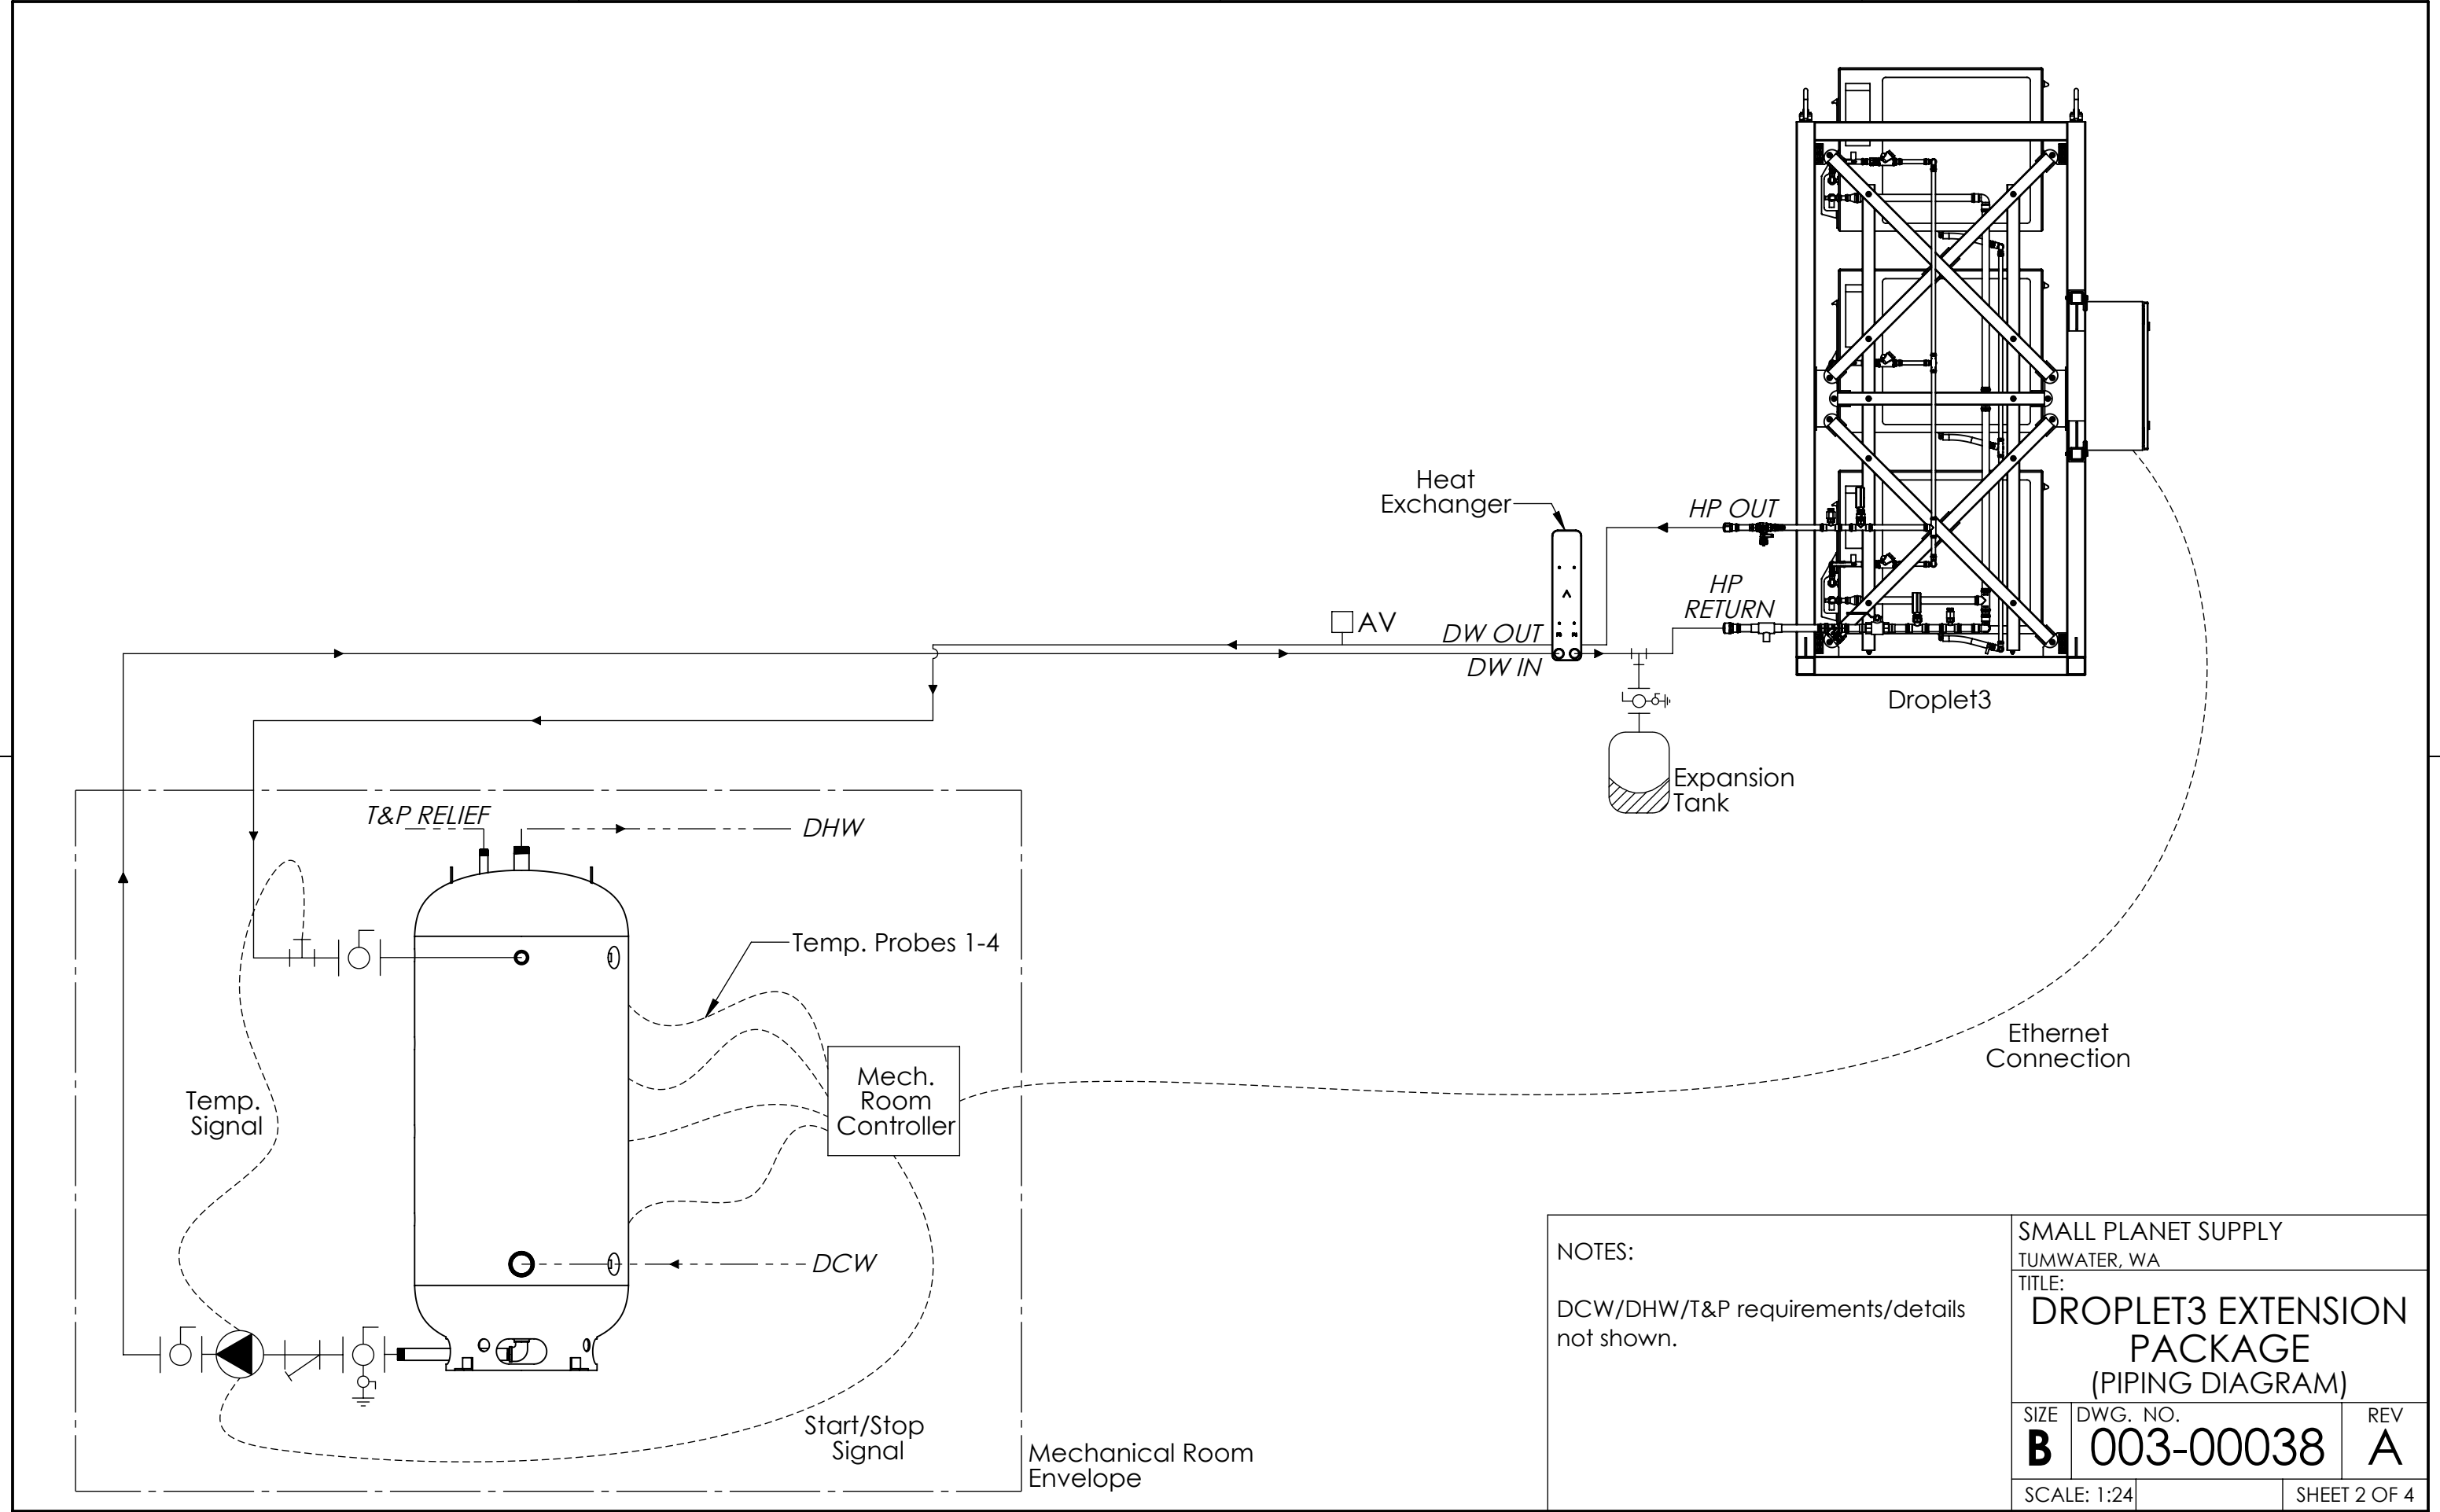 Heat
Exchanger
HP OUT
HP
RETURN
AV
DW OUT
DW IN
Droplet3
Expansion
Tank
T&P RELIEF
DHW
Temp. Probes 1-4
Mech.
Room
Controller
Ethernet
Connection
Temp.
Signal
DCW
Start/Stop
Signal
Mechanical Room
Envelope
NOTES:
DCW/DHW/T&P requirements/details
not shown.
SMALL PLANET SUPPLY
TUMWATER, WA
TITLE:
DROPLET3 EXTENSION
PACKAGE
(PIPING DIAGRAM)
SIZE
B
DWG. NO.
003-00038
REV
A
SCALE: 1:24
SHEET 2 OF 4